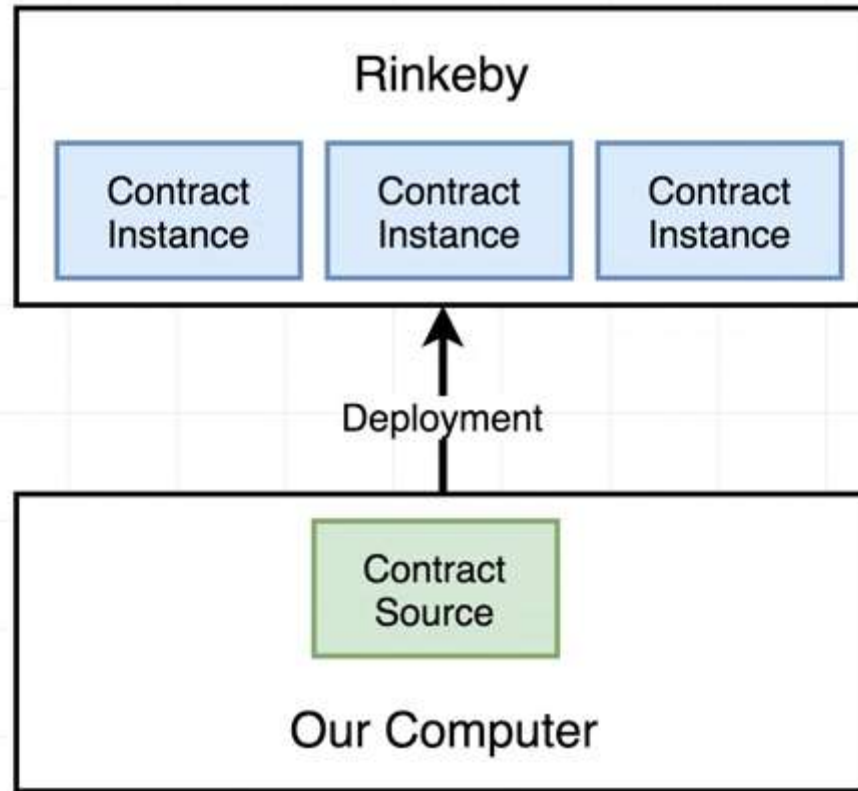 Rinkeby
Contract
Instance
Contract
Instance
Contract
Instance
Deployment
Contract
Source
Our Computer